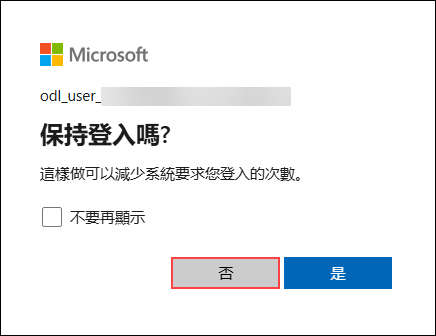 Microsoft
odl_user_
保持登入嗎?
這樣做可以減少系統要求您登入的次數。
不要再顯示
否
是